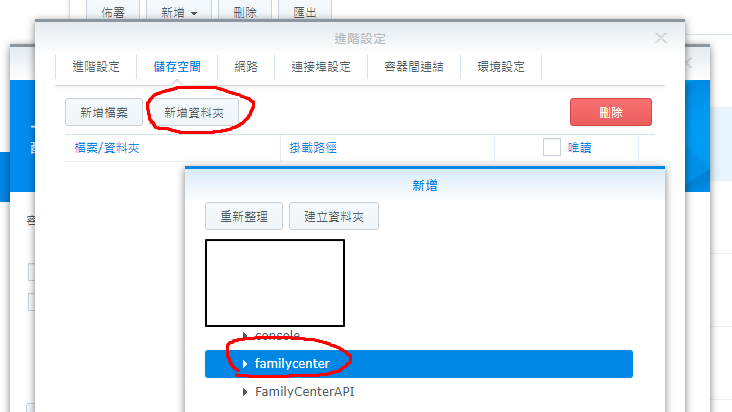 佈署 新增 刪除 匯出
進階設定
進階設定 儲存空間 網路 連接埠設定 容器間連結 環境設定
新增檔案 新增資料夾 刪除
檔案/資料夾 掛載路徑 唯讀
新增
重新整理 建立資料夾
console
familycenter
FamilyCenterAPI